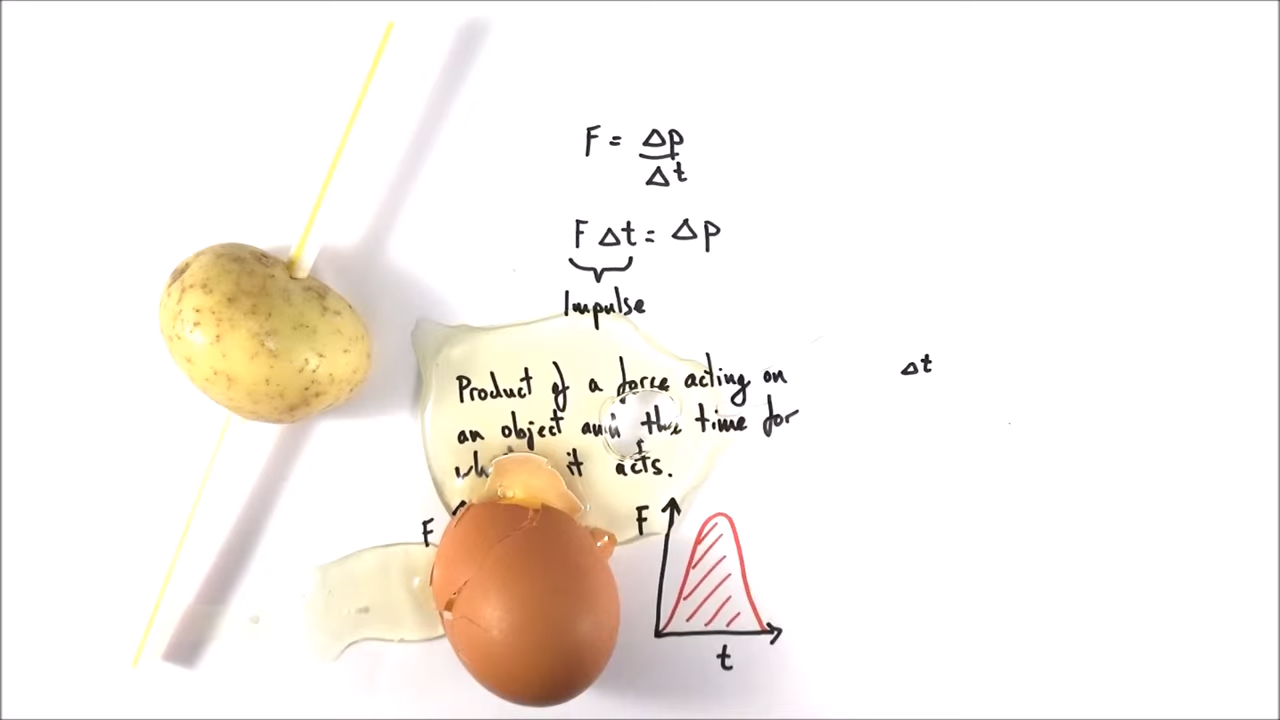 F = Δp
Δt
F Δt = Δp
Impulse
Product of a force acting on
an object and the time for
it acts.
Δt
F
F
t